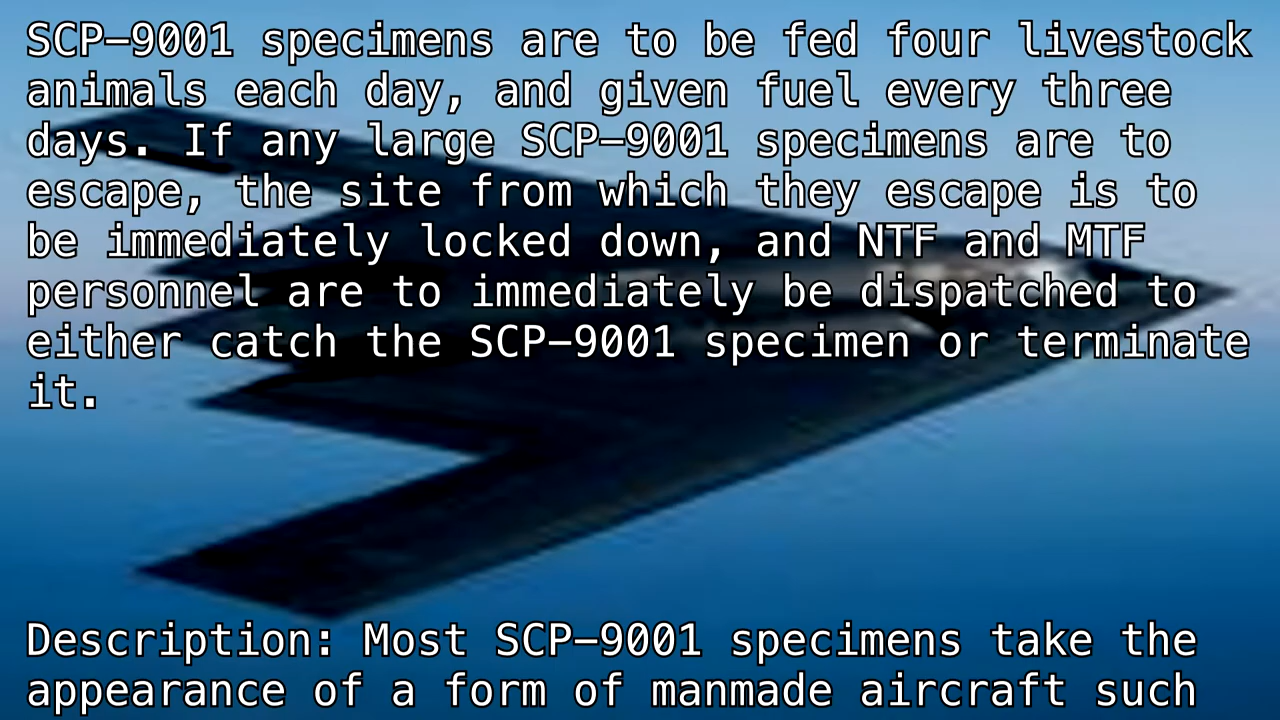 SCP–9001 specimens are to be fed four livestock
animals each day, and given fuel every three
days. If any large SCP–9001 specimens are to
escape, the site from which they escape is to
be immediately locked down, and NTF and MTF
personnel are to immediately be dispatched to
either catch the SCP–9001 specimen or terminate
it.
Description: Most SCP–9001 specimens take the
appearance of a form of manmade aircraft such